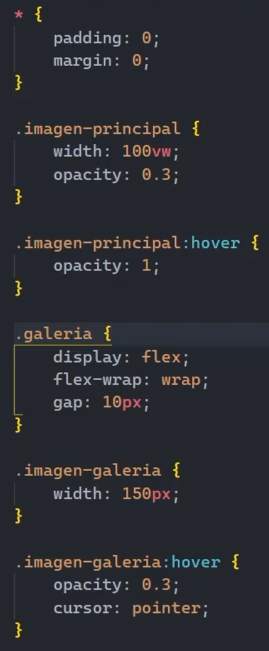 * {
    padding: 0;
    margin: 0;
}

.imagen-principal {
    width: 100vw;
    opacity: 0.3;
}

.imagen-principal:hover {
    opacity: 1;
}

.galeria {
    display: flex;
    flex-wrap: wrap;
    gap: 10px;
}

.imagen-galeria {
    width: 150px;
}

.imagen-galeria:hover {
    opacity: 0.3;
    cursor: pointer;
}